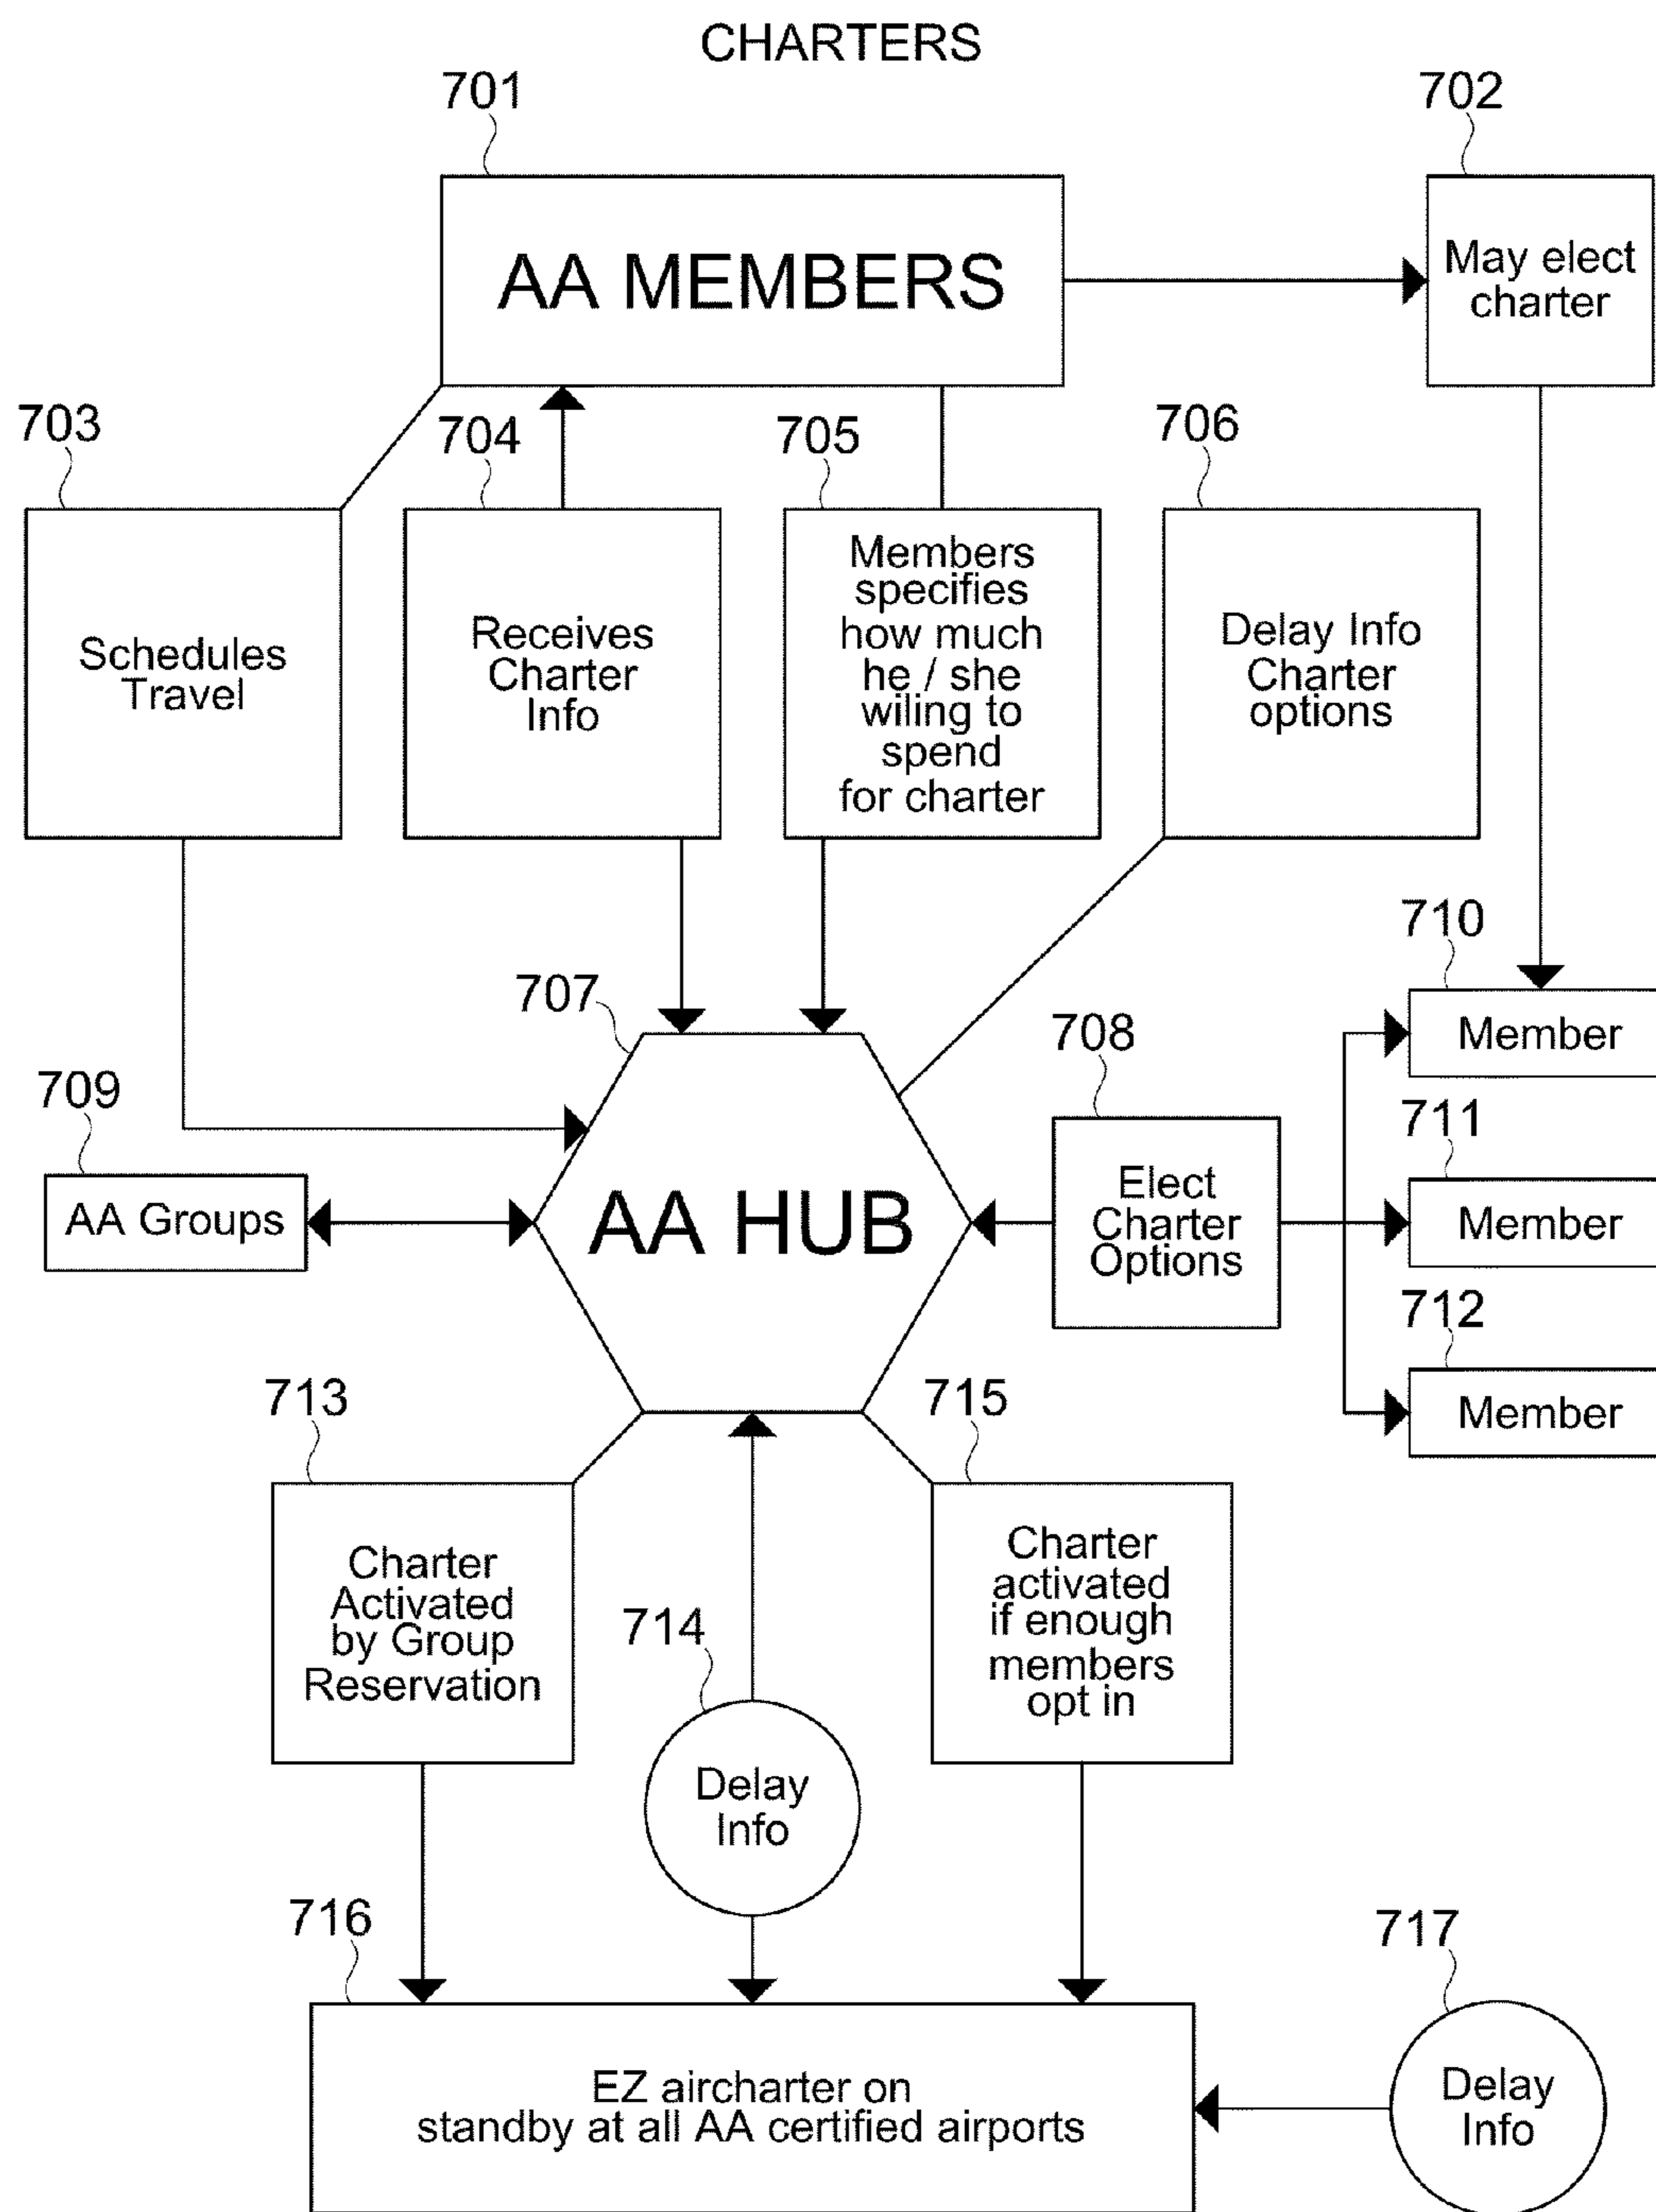 CHARTERS
701
702
AA MEMBERS
May elect
charter
703
704
705
706
Schedules
Travel
Receives
Charter
Info
Members
specifies
how much
he / she
wiling to
spend
for charter
Delay Info
Charter
options
707
708
709
710
Member
711
Member
712
Member
AA Groups
AA HUB
Elect
Charter
Options
713
714
715
Charter
Activated
by Group
Reservation
Delay
Info
Charter
activated
if enough
members
opt in
716
717
EZ aircharter on
standby at all AA certified airports
Delay
Info